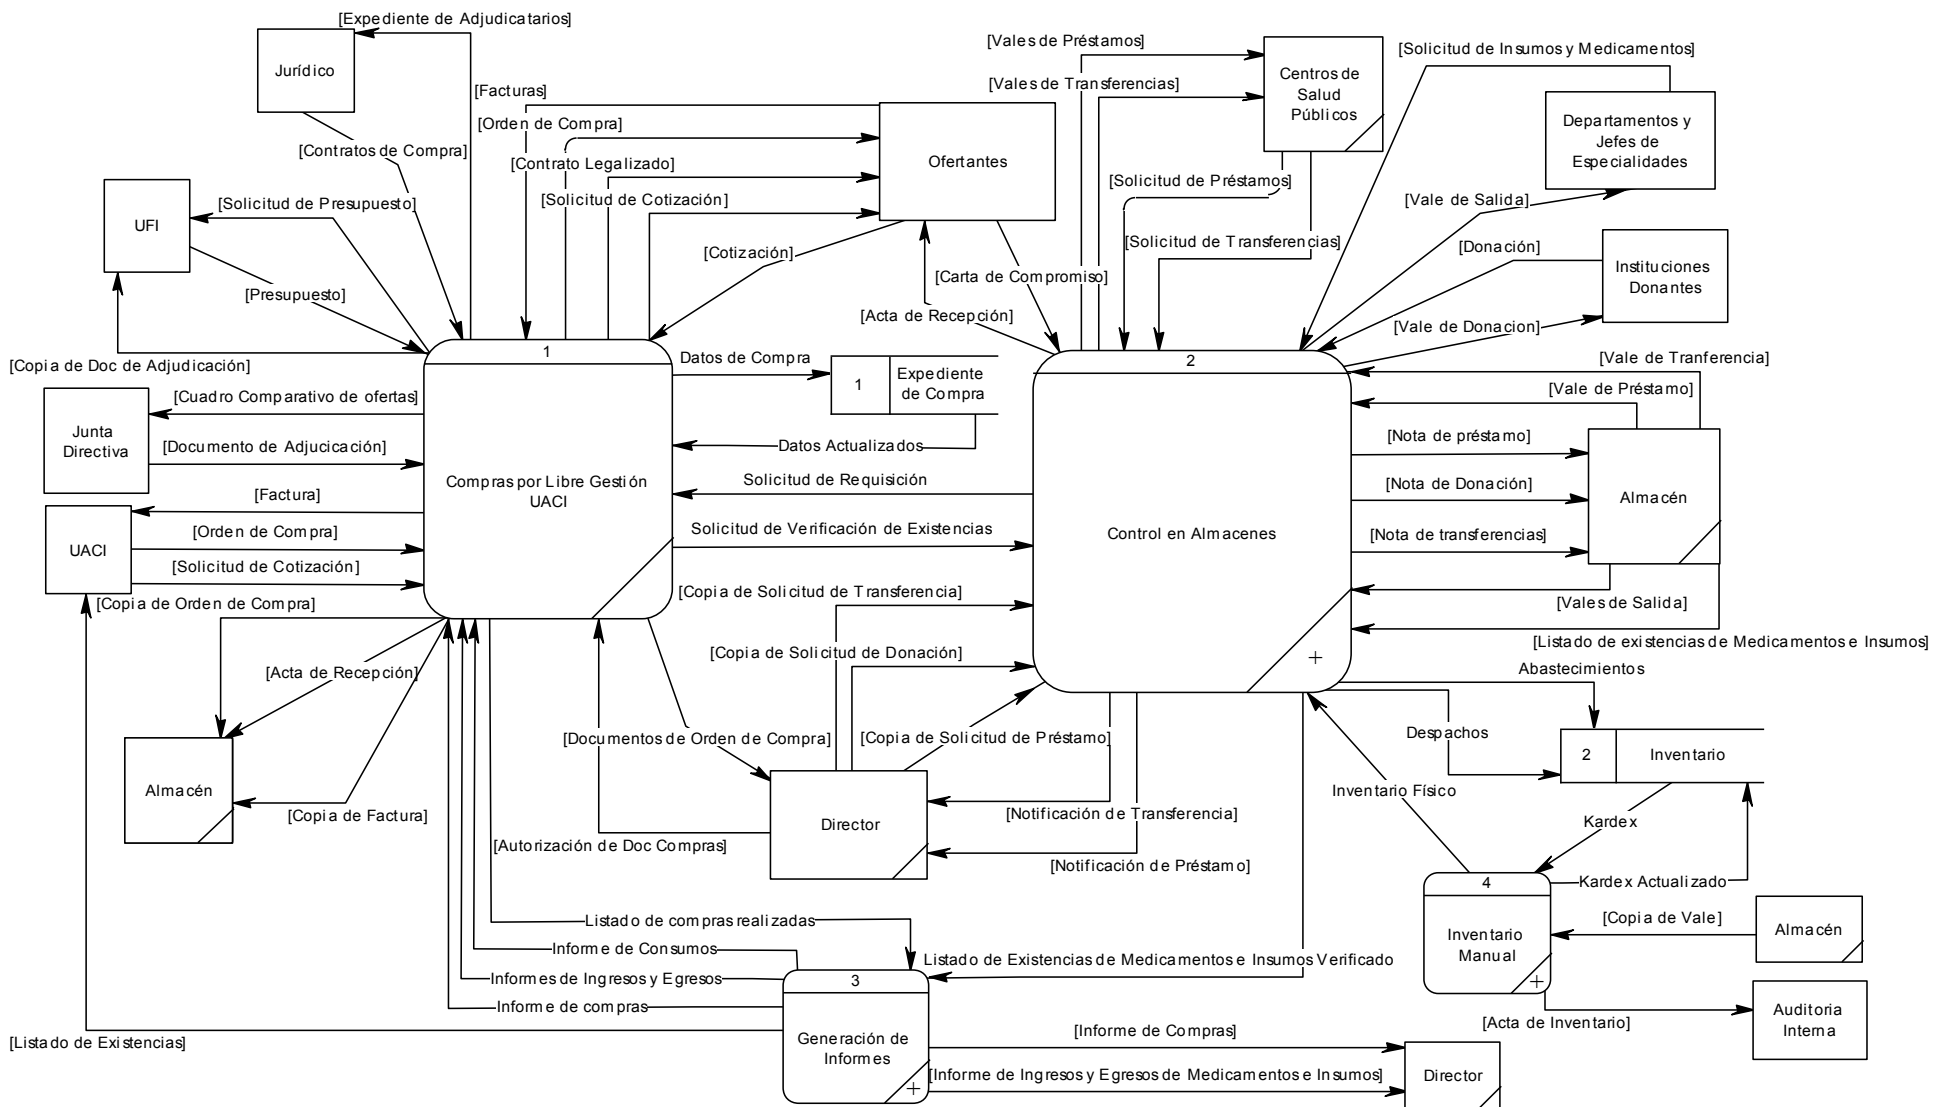 [Expediente de Adjudicatarios]
Jurídico
[Contratos de Compra]
UFI
[Solicitud de Presupuesto]
[Presupuesto]
[Copia de Doc de Adjudicación]
[Facturas]
[Orden de Compra]
[Contrato Legalizado]
[Solicitud de Cotización]
Ofertantes
[Cotización]
[Carta de Compromiso]
[Acta de Recepción]
[Vales de Préstamos]
[Vales de Transferencias]
Centros de
Salud
Públicos
[Solicitud de Préstamos]
[Solicitud de Transferencias]
[Solicitud de Insumos y Medicamentos]
Departamentos y
Jefes de
Especialidades
[Vale de Salida]
[Donación]
Instituciones
Donantes
[Vale de Donacion]
[Vale de Tranferencia]
[Vale de Préstamo]
[Nota de préstamo]
[Nota de Donación]
[Nota de transferencias]
Almacén
[Vales de Salida]
[Listado de existencias de Medicamentos e Insumos]
Junta
Directiva
[Cuadro Comparativo de ofertas]
[Documento de Adjucicación]
UACI
[Factura]
[Orden de Compra]
[Solicitud de Cotización]
[Copia de Orden de Compra]
1
Compras por Libre Gestión
UACI
Datos de Compra
1
Expediente
de Compra
Datos Actualizados
Solicitud de Requisición
Solicitud de Verificación de Existencias
2
Control en Almacenes
+
[Copia de Solicitud de Transferencia]
[Copia de Solicitud de Donación]
[Copia de Solicitud de Préstamo]
[Acta de Recepción]
Almacén
[Copia de Factura]
[Documentos de Orden de Compra]
[Autorización de Doc Compras]
Director
[Notificación de Transferencia]
[Notificación de Préstamo]
Abastecimientos
Despachos
2
Inventario
Inventario Físico
Kardex
Kardex Actualizado
4
Inventario
Manual
+
[Copia de Vale]
Almacén
[Acta de Inventario]
Auditoria
Interna
Listado de compras realizadas
Informe de Consumos
Informes de Ingresos y Egresos
Informe de compras
[Listado de Existencias]
Listado de Existencias de Medicamentos e Insumos Verificado
3
Generación de
Informes
+
[Informe de Compras]
[Informe de Ingresos y Egresos de Medicamentos e Insumos]
Director